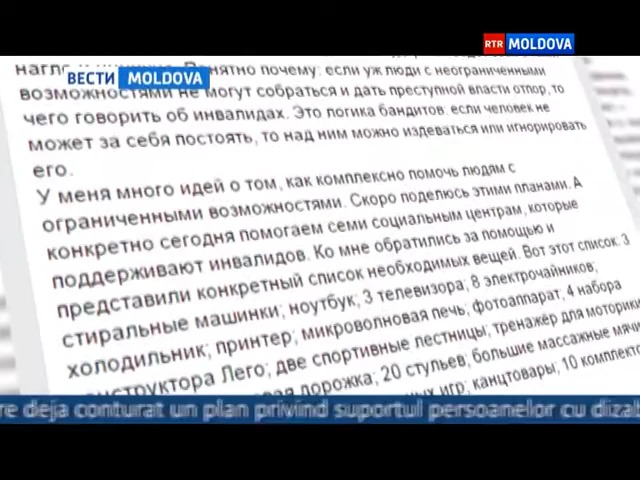 RTR MOLDOVA
ВЕСТИ MOLDOVA
нагло и Понятно почему: если уж люди с неограниченными
возможностями не могут собраться и дать преступной власти отпор, то
чего говорить об инвалидах. Это логика бандитов: если человек не
может за себя постоять, то над ним можно издеваться или игнорировать
его.
У меня много идей о том, как комплексно помочь людям с
ограниченными возможностями. Скоро поделюсь этими планами. А
конкретно сегодня помогаем семи социальным центрам, которые
поддерживают инвалидов. Ко мне обратились за помощью и
представили конкретный список необходимых вещей. Вот этот список: 3
стиральные машинки; ноутбук; 3 телевизора; 8 электрочайников;
холодильник; принтер; микроволновая печь; фотоаппарат; 4 набора
конструктора Лего; две спортивные лестницы; тренажёр для моторики
дорожка; 20 стульев; большие массажные мячи
игр; канцтовары; 10 комплекто
re deja conturat un plan privind suportul persoanelor cu dizab